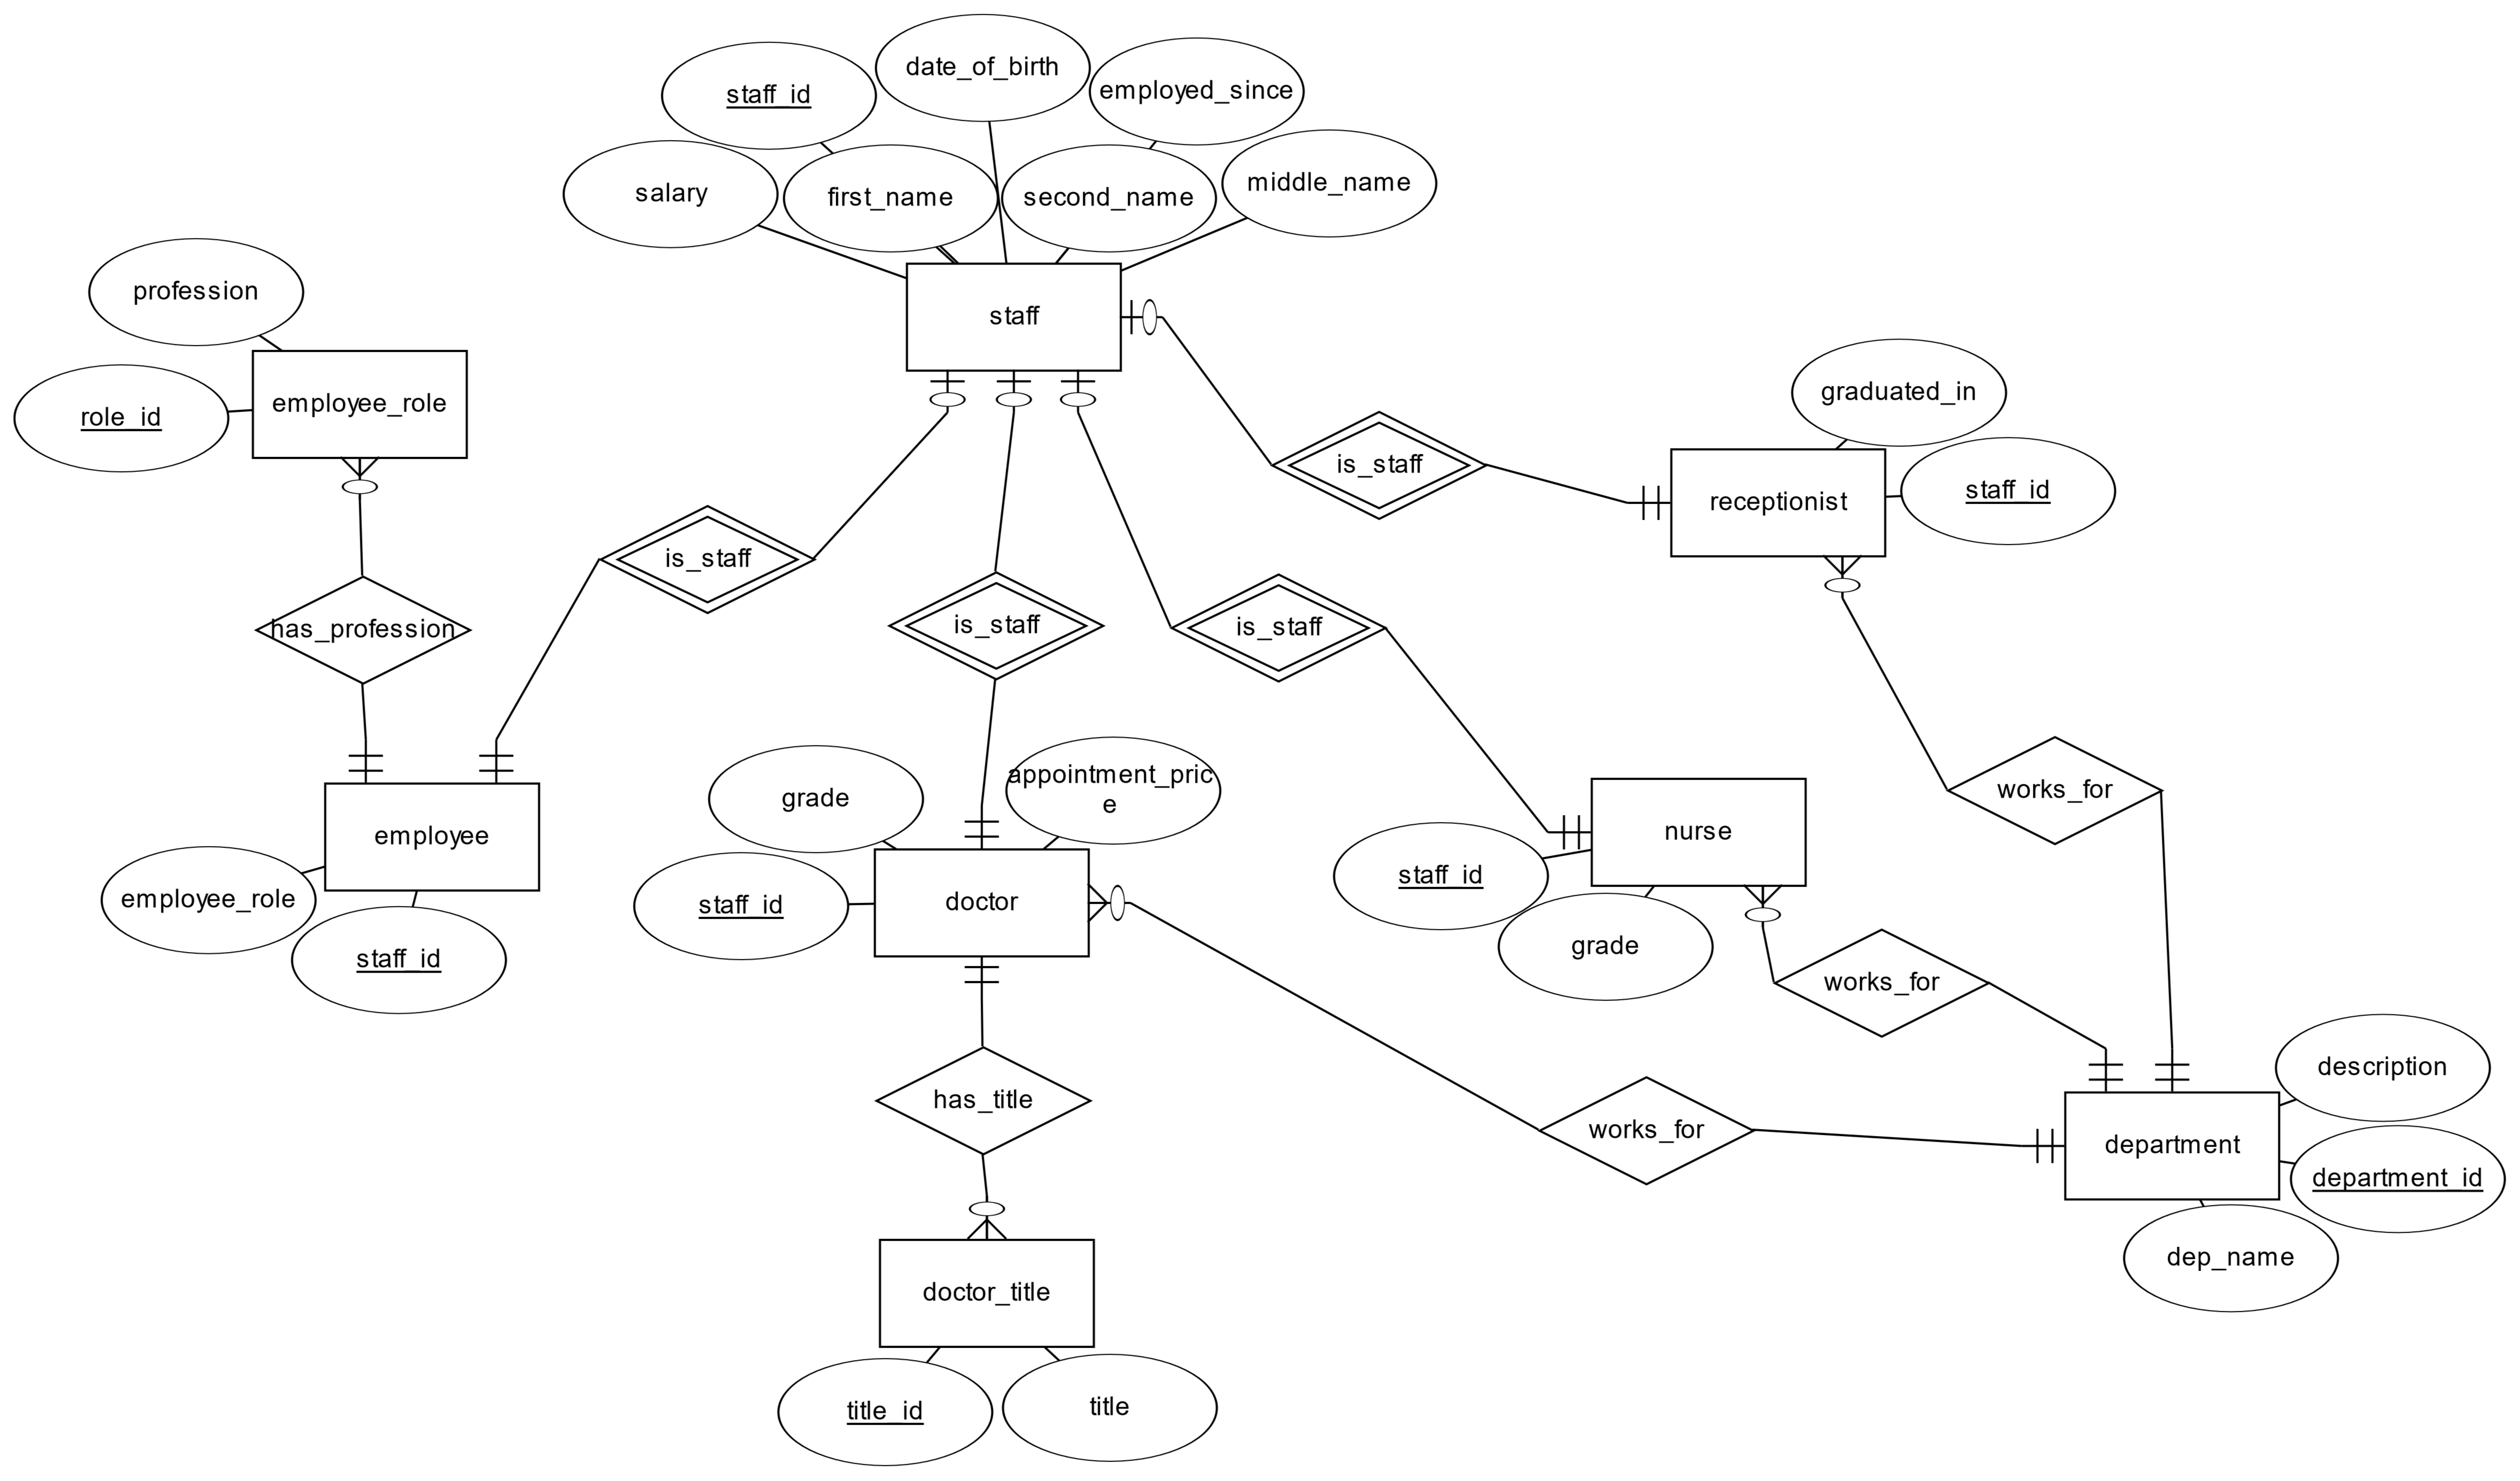 date_of_birth
employed_since
staff_id
middle_name
salary
first_name
second_name
profession
staff
graduated_in
employee_role
role_id
is_staff
staff_id
receptionist
is_staff
is_staff
is_staff
has_profession
appointment_pric
e
grade
works_for
nurse
employee
staff_id
employee_role
staff_id
doctor
grade
staff_id
works_for
description
has_title
works_for
department
department_id
dep_name
doctor_title
title_id
title